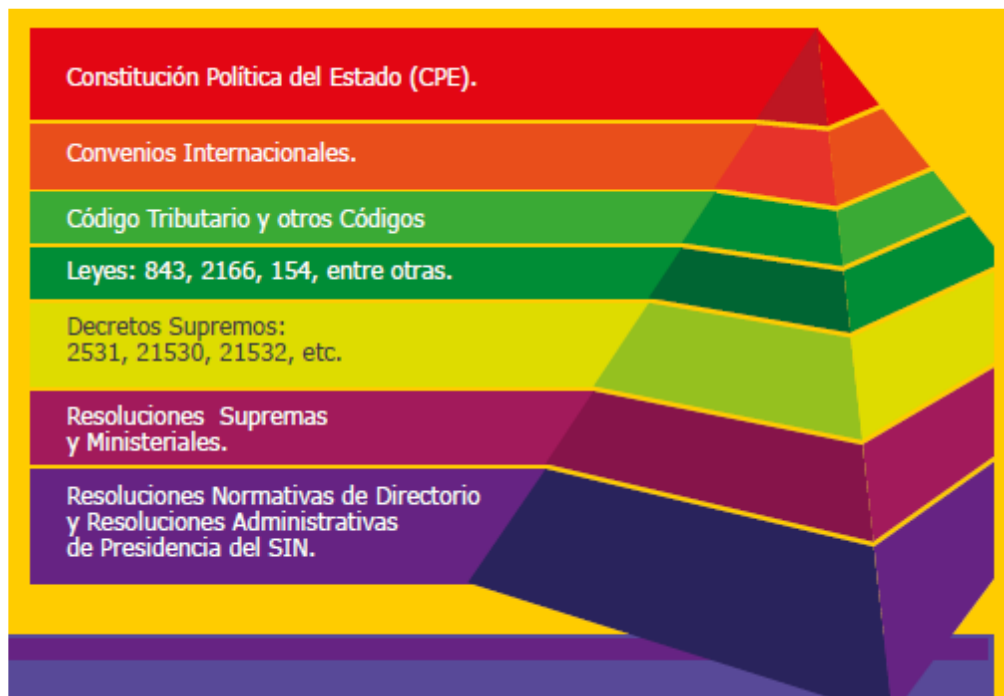 Constitución Política del Estado (CPE).
Convenios Internacionales.
Código Tributario y otros Códigos
Leyes: 843, 2166, 154, entre otras.
Decretos Supremos:
2531, 21530, 21532, etc.
Resoluciones Supremas
y Ministeriales.
Resoluciones Normativas de Directorio
y Resoluciones Administrativas
de Presidencia del SIN.